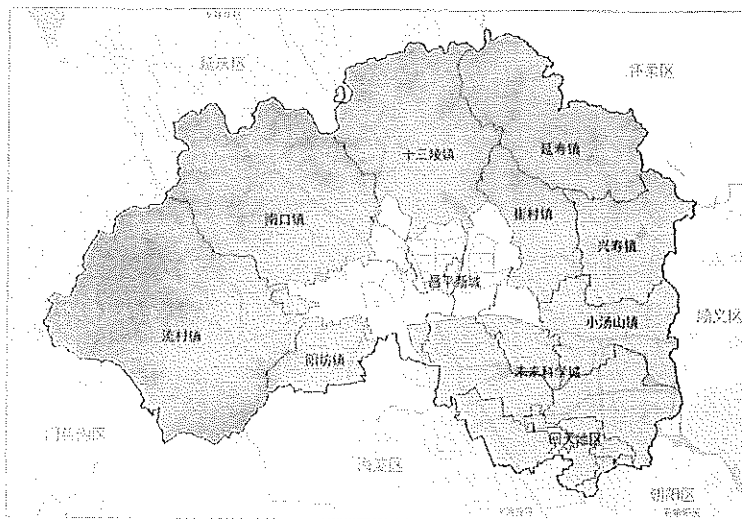 延庆区
怀柔区
十三陵镇
延寿镇
南口镇
崔村镇
兴寿镇
昌平新城
小汤山镇
顺义区
流村镇
阳坊镇
未来科学城
门头沟区
回天地区
海淀区
朝阳区